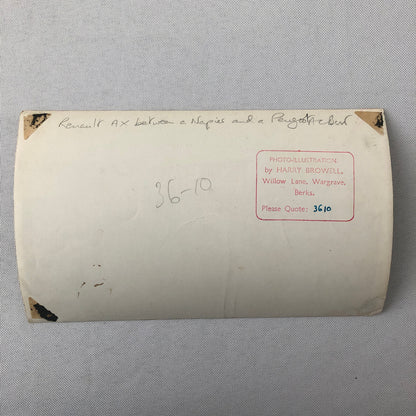 Renault AX between a Napier and a Peugeot
PHOTO-ILLUSTRATION
by HARRY BROWELL,
Willow Lane, Wargrave,
Berks.
Please Quote: 3610
36-10